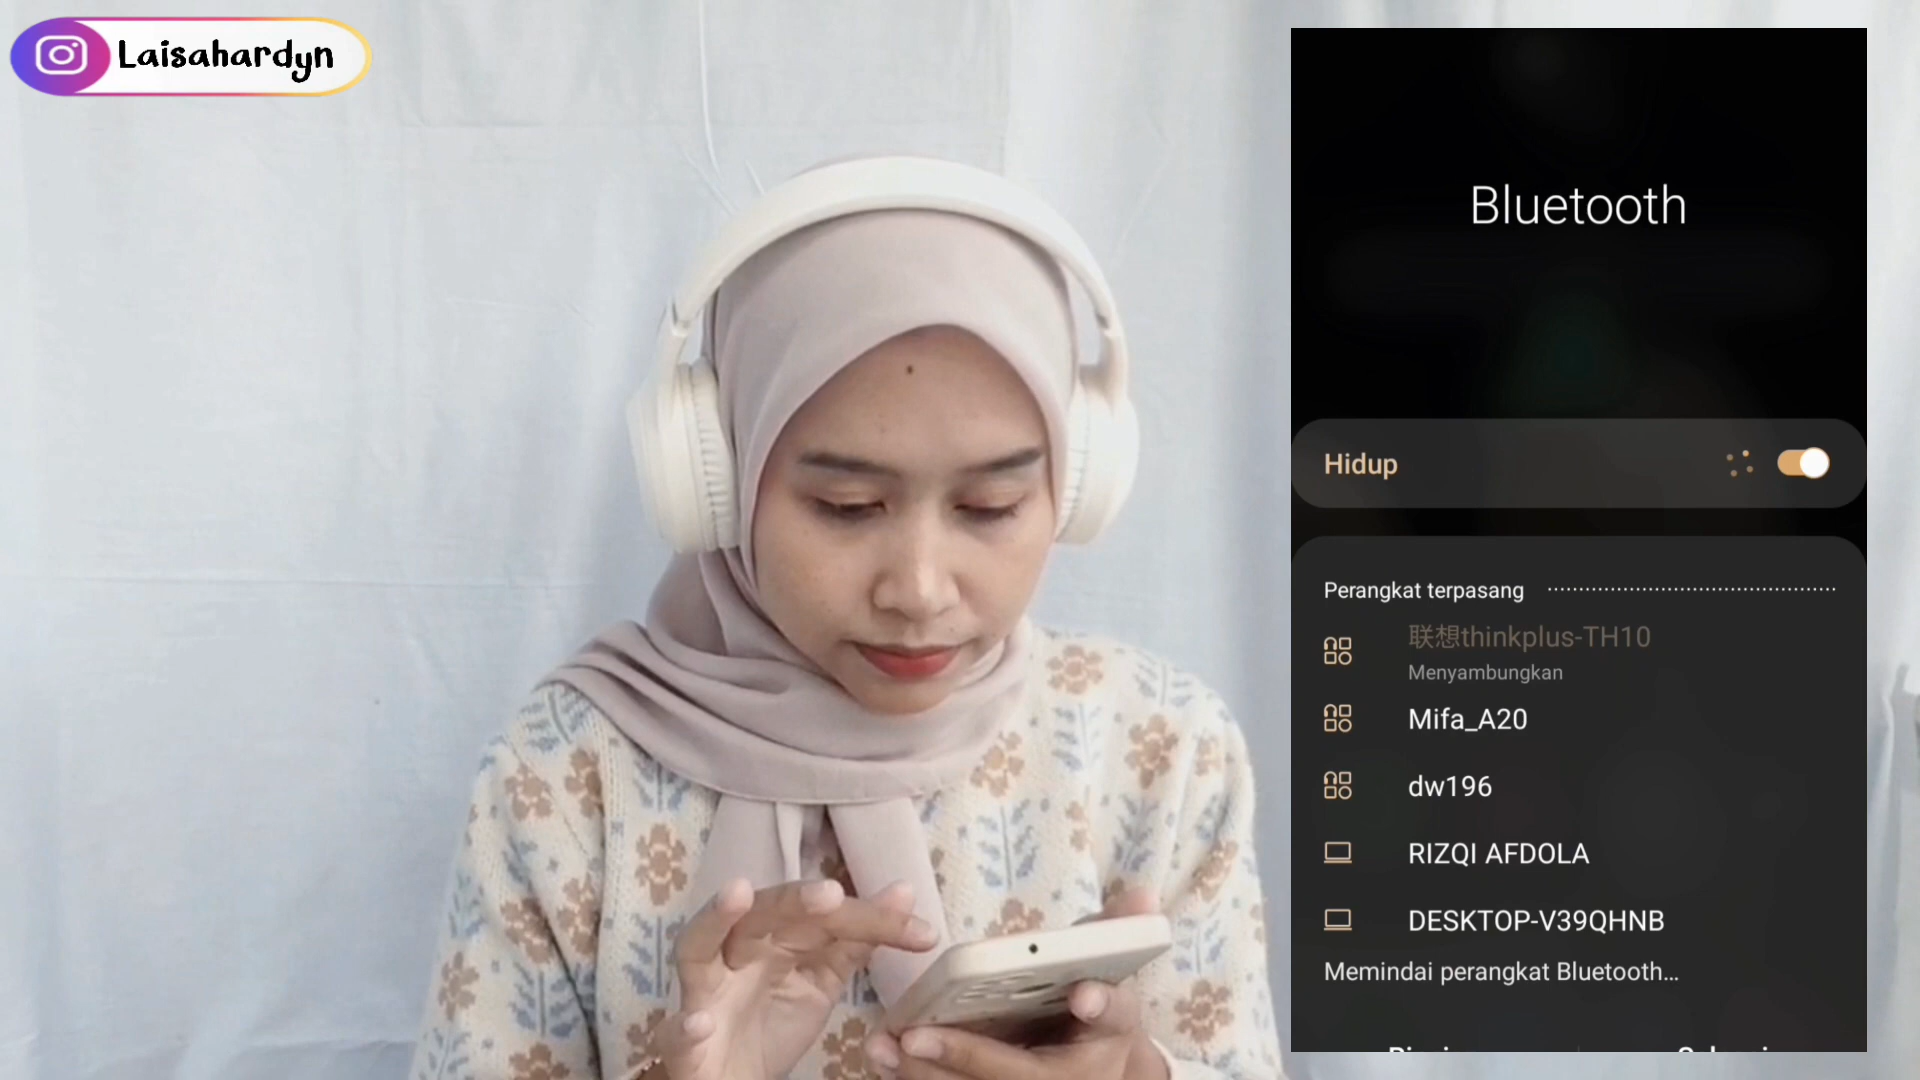 Laisahardyn
Bluetooth
Hidup
Perangkat terpasang
联想thinkplus-TH10
Menyambungkan
Mifa_A20
dw196
RIZQI AFDOLA
DESKTOP-V39QHNB
Memindai perangkat Bluetooth...